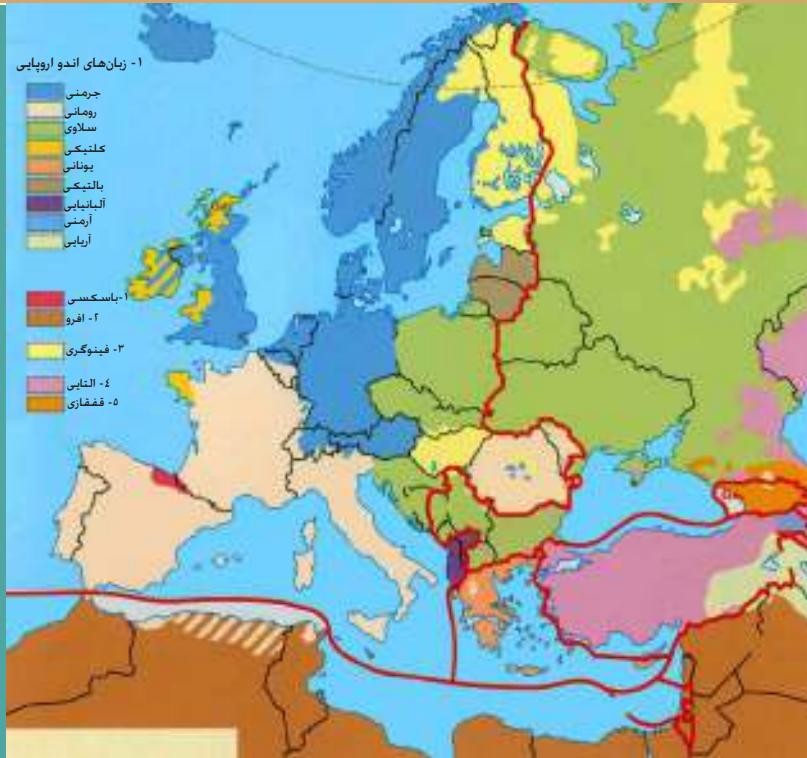 ۱- زبان‌های اندو اروپایی
جرمنی
رومانی
سلاوی
کلتیکی
یونانی
بالتیکی
آلبانیایی
آرمنی
آریایی
۱-باسکسی
۲- افرو
۳- فینوگری
٤- التایی
۵- قفقازی